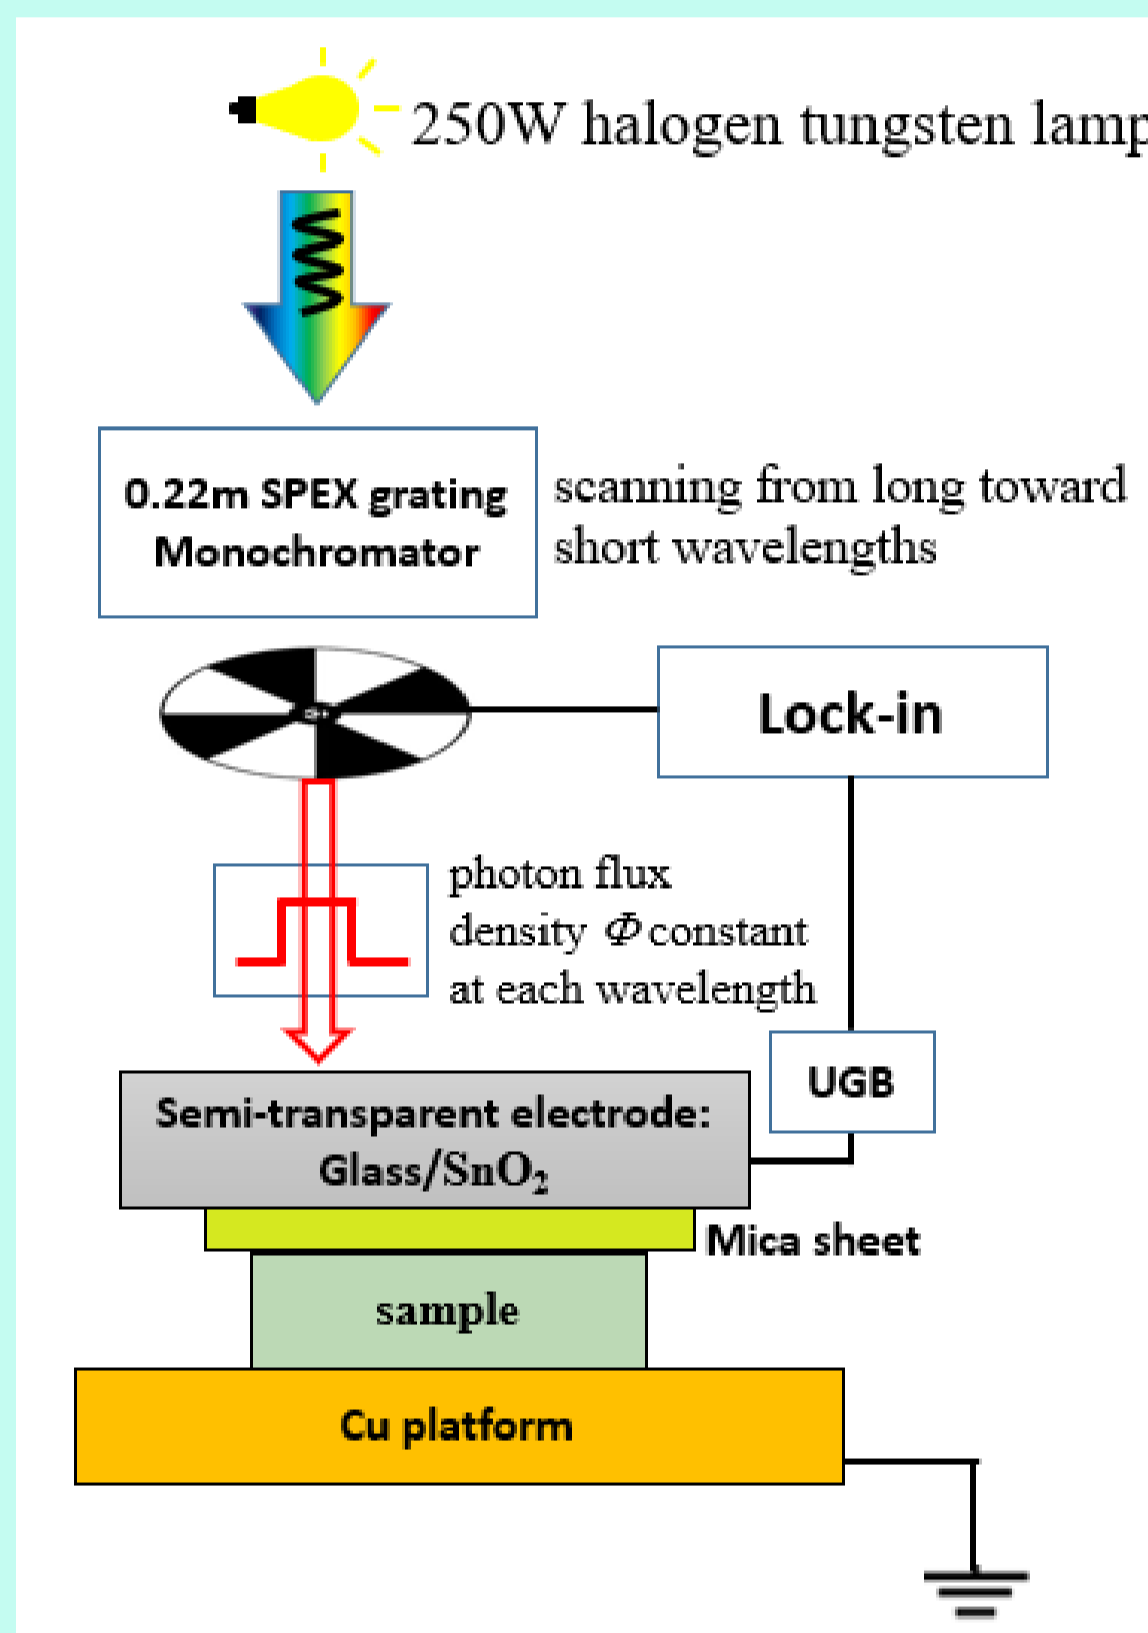 250W halogen tungsten lamp
0.22m SPEX grating
Monochromator
scanning from long toward
short wavelengths
Lock-in
photon flux
density Φ constant
at each wavelength
UGB
Semi-transparent electrode:
Glass/SnO₂
Mica sheet
sample
Cu platform